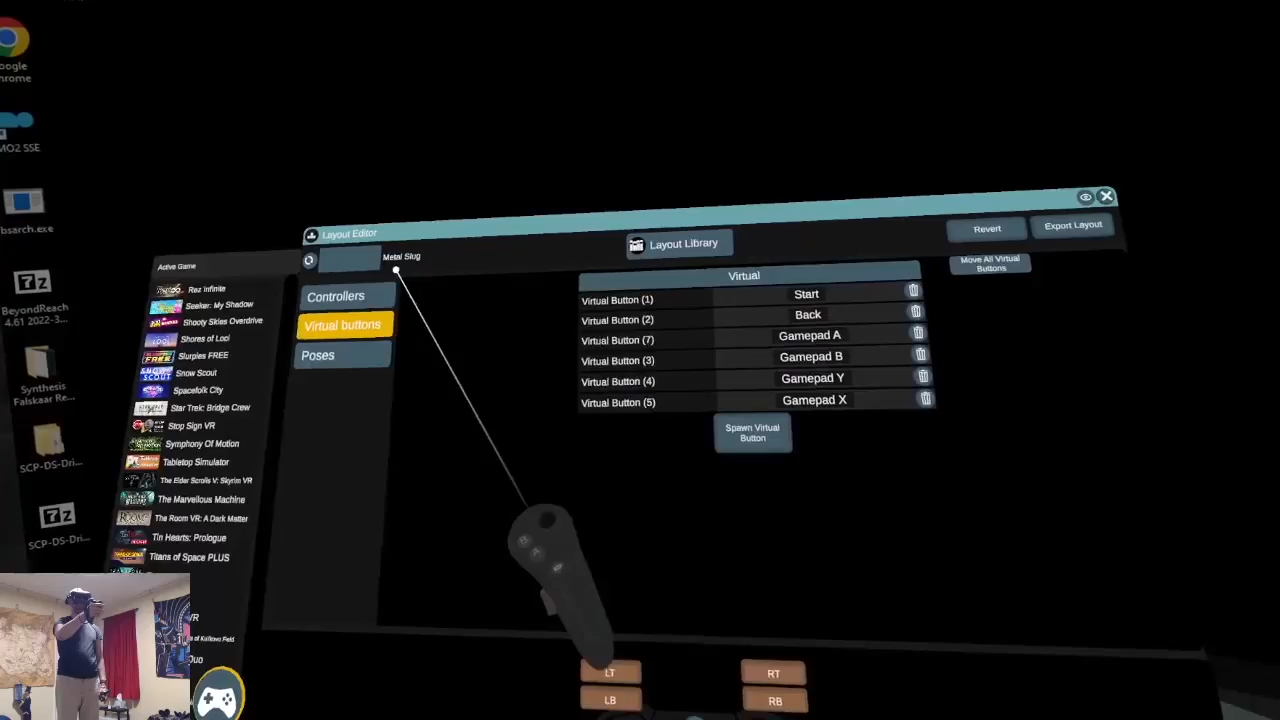 oogle
hrome
MO2 SSE
bsarch.exe
BeyondReach
4.61 2022-3...
Synthesis
Falskaar Re...
SCP-DS-Dri...
SCP-DS-Dri...
Active Game
Rez Infinite
Seeker: My Shadow
Shooty Skies Overdrive
Shores of Loci
Slurpies FREE
Snow Scout
Spacefolk City
Star Trek: Bridge Crew
Stop Sign VR
Symphony Of Motion
Tabletop Simulator
The Elder Scrolls V: Skyrim VR
The Marvellous Machine
The Room VR: A Dark Matter
Tin Hearts: Prologue
Titans of Space PLUS
VR
Duo
Layout Editor
Metal Slug
Layout Library
Revert
Export Layout
Move All Virtual
Buttons
Controllers
Virtual buttons
Poses
Virtual
Virtual Button (1) Start
Virtual Button (2) Back
Virtual Button (7) Gamepad A
Virtual Button (3) Gamepad B
Virtual Button (4) Gamepad Y
Virtual Button (5) Gamepad X
Spawn Virtual
Button
B
A
LT
RT
LB
RB